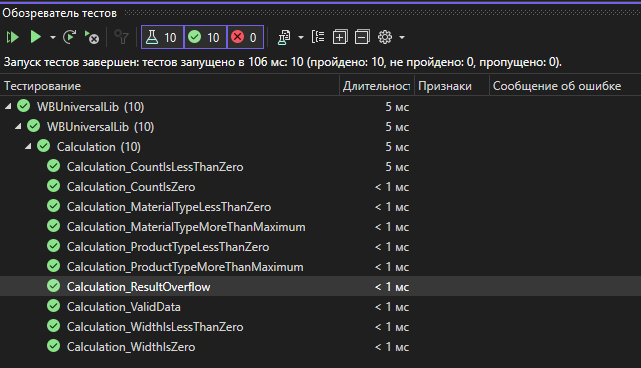 Обозреватель тестов
10 10 0
Запуск тестов завершен: тестов запущено в 106 мс: 10 (пройдено: 10, не пройдено: 0, пропущено: 0).
Тестирование Длительност Признаки Сообщение об ошибке
WBUniversalLib (10) 5 мс
WBUniversalLib (10) 5 мс
Calculation (10) 5 мс
Calculation_CountIsLessThanZero 5 мс
Calculation_CountIsZero < 1 мс
Calculation_MaterialTypeLessThanZero < 1 мс
Calculation_MaterialTypeMoreThanMaximum < 1 мс
Calculation_ProductTypeLessThanZero < 1 мс
Calculation_ProductTypeMoreThanMaximum < 1 мс
Calculation_ResultOverflow < 1 мс
Calculation_ValidData < 1 мс
Calculation_WidthIsLessThanZero < 1 мс
Calculation_WidthIsZero < 1 мс